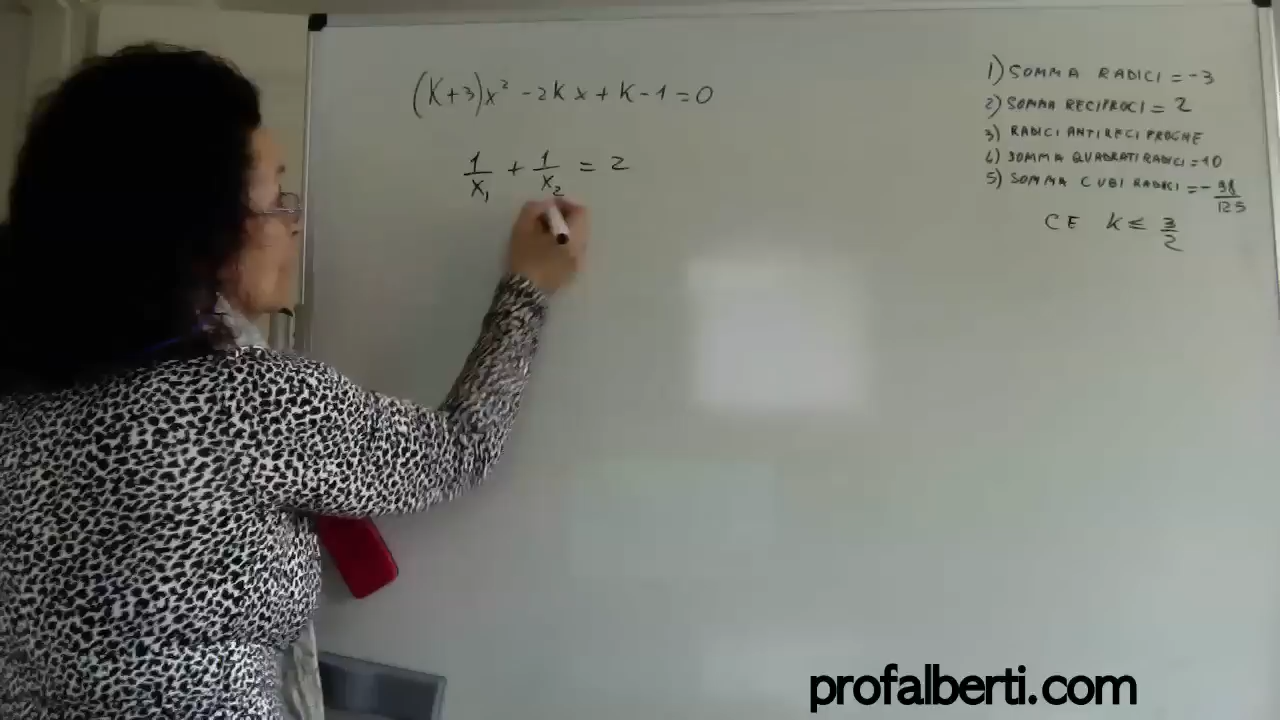 (K+3)x² - 2kx + k - 1 = 0
1/x₁ + 1/x₂ = 2
1) SOMMA RADICI = -3
2) SOMMA RECIPROCI = 2
3) RADICI ANTIRECIPROCHE
4) SOMMA QUADRATI RADICI = 10
5) SOMMA CUBI RADICI = - 98/125
CE K ≤ 3/2
profalberti.com